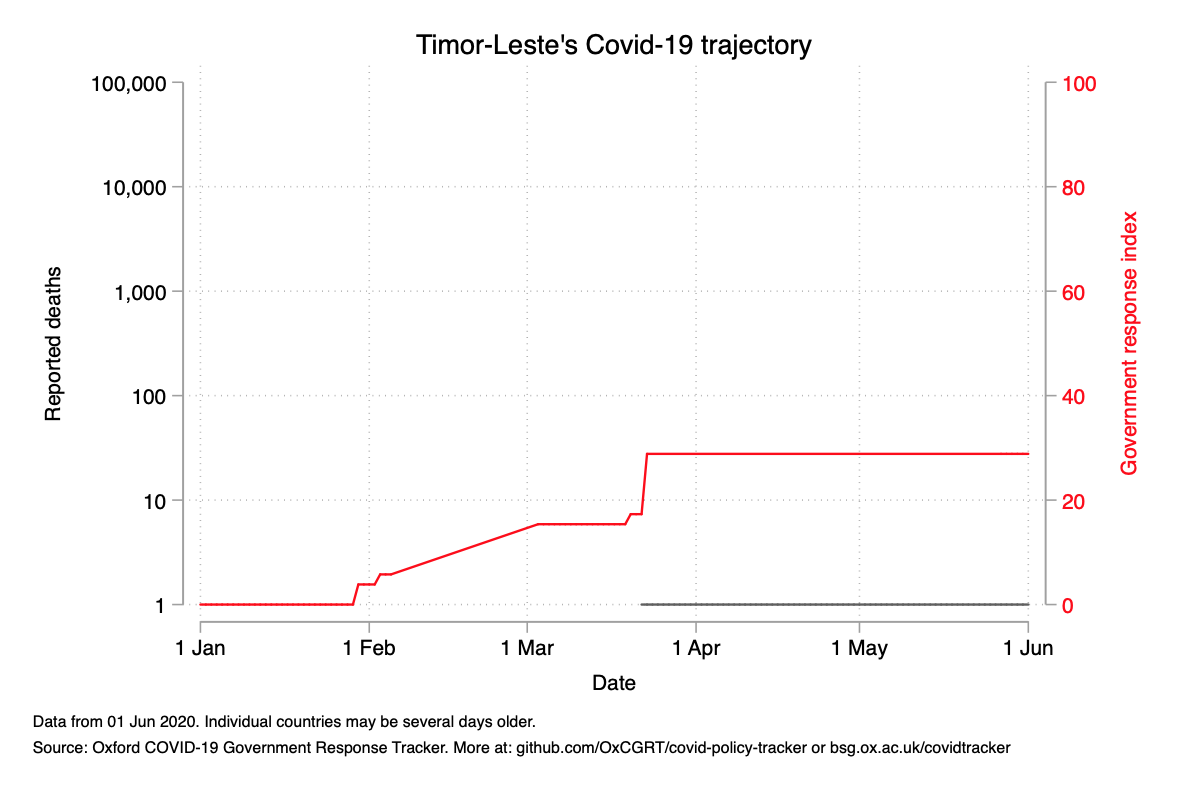 Timor-Leste's Covid-19 trajectory
100,000
10,000
1,000
100
10
1
Reported deaths
100
80
60
40
20
0
Government response index
1 Jan
1 Feb
1 Mar
1 Apr
1 May
1 Jun
Date
Data from 01 Jun 2020. Individual countries may be several days older.
Source: Oxford COVID-19 Government Response Tracker. More at: github.com/OxCGRT/covid-policy-tracker or bsg.ox.ac.uk/covidtracker